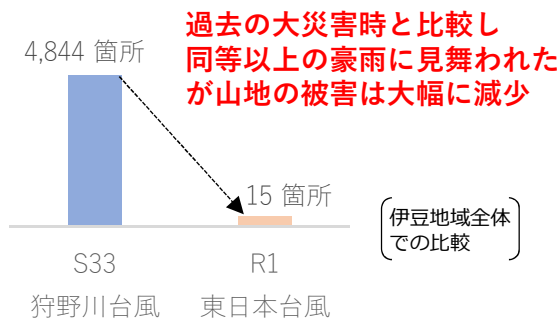 過去の大災害時と比較し
同等以上の豪雨に見舞われた
が山地の被害は大幅に減少
4,844 箇所
15 箇所
伊豆地域全体
での比較
S33
R1
狩野川台風
東日本台風